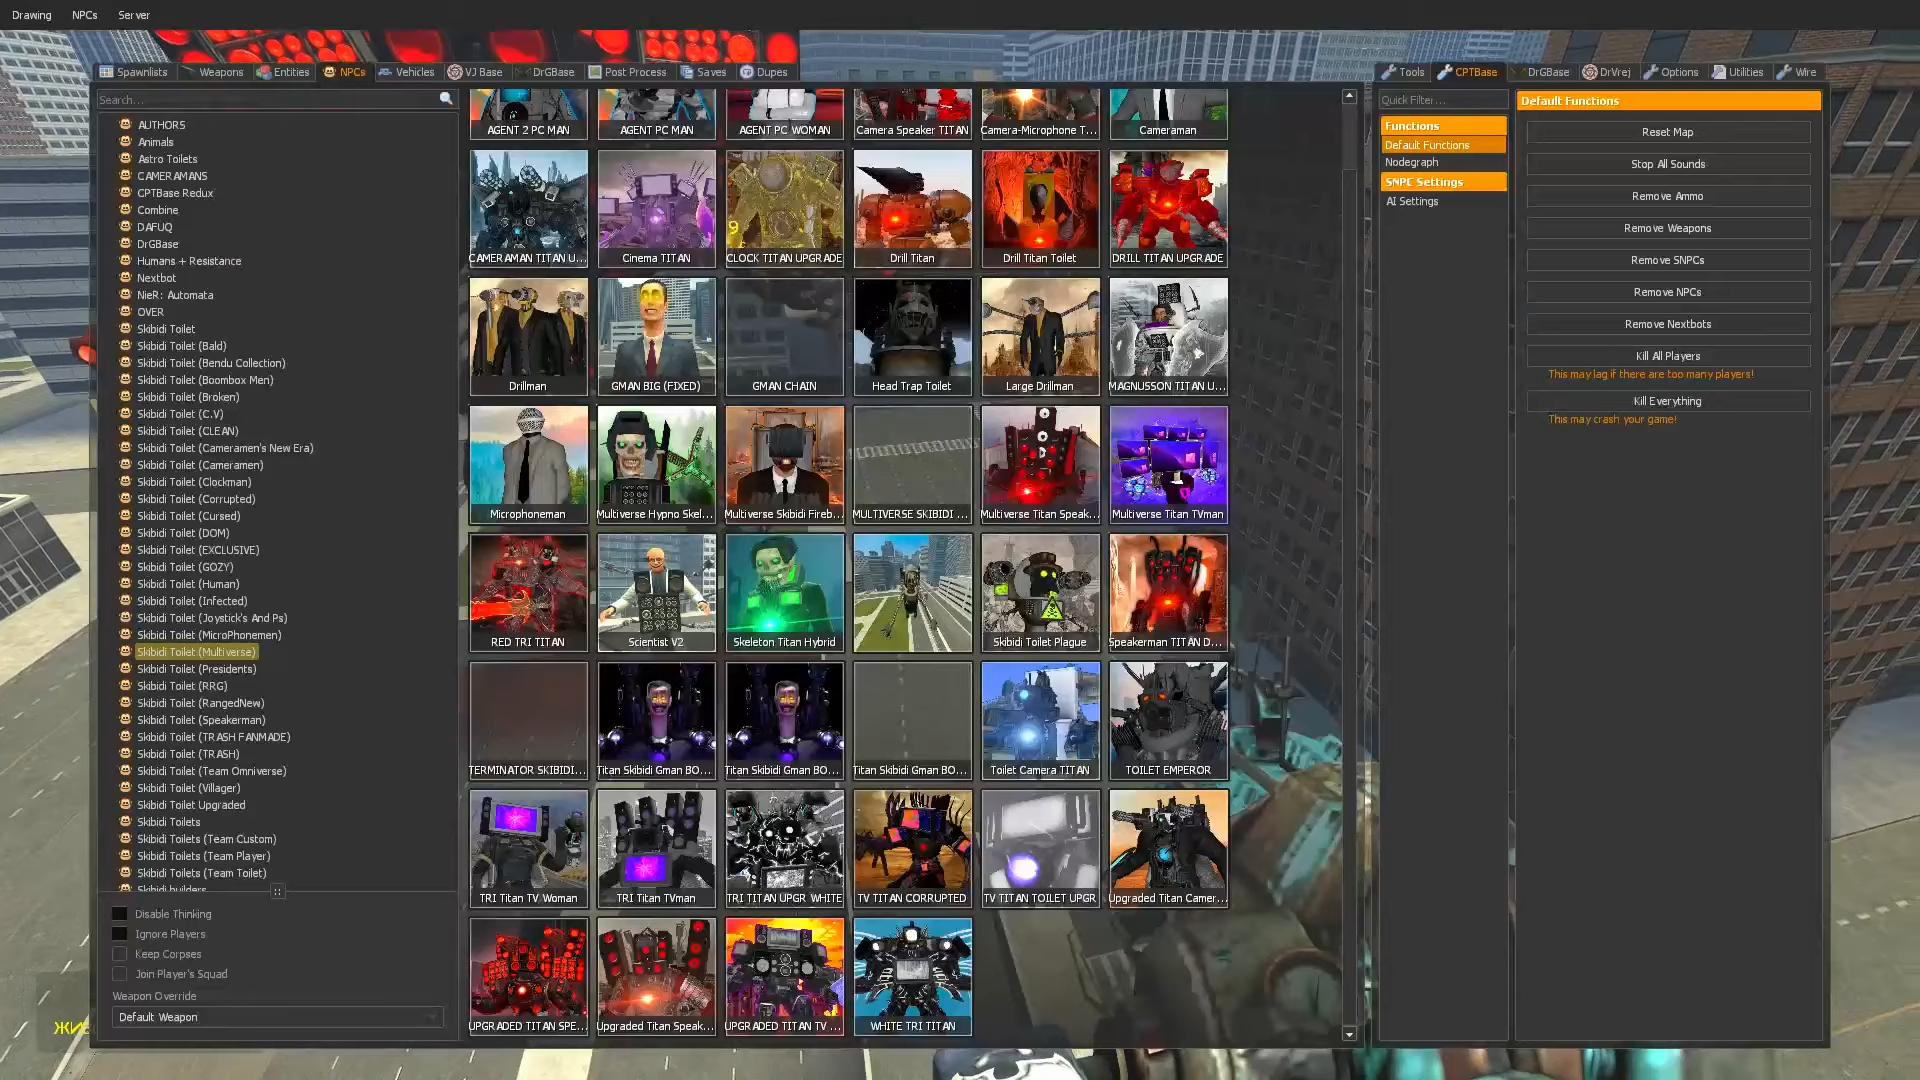 Drawing NPCs Server
Spawnlists Weapons Entities NPCs Vehicles VJ Base DrGBase Post Process Saves Dupes
Tools CPTBase DrGBase DrVrej Options Utilities Wire
Search...
AUTHORS
Animals
Astro Toilets
CAMERAMANS
CPTBase Redux
Combine
DAFUQ
DrGBase
Humans + Resistance
Nextbot
NieR: Automata
OVER
Skibidi Toilet
Skibidi Toilet (Bald)
Skibidi Toilet (Bendu Collection)
Skibidi Toilet (Boombox Men)
Skibidi Toilet (Broken)
Skibidi Toilet (C.V)
Skibidi Toilet (CLEAN)
Skibidi Toilet (Cameramen's New Era)
Skibidi Toilet (Cameramen)
Skibidi Toilet (Clockman)
Skibidi Toilet (Corrupted)
Skibidi Toilet (Cursed)
Skibidi Toilet (DOM)
Skibidi Toilet (EXCLUSIVE)
Skibidi Toilet (GOZY)
Skibidi Toilet (Human)
Skibidi Toilet (Infected)
Skibidi Toilet (Joystick's And Ps)
Skibidi Toilet (MicroPhonemen)
Skibidi Toilet (Multiverse)
Skibidi Toilet (Presidents)
Skibidi Toilet (RRG)
Skibidi Toilet (RangedNew)
Skibidi Toilet (Speakerman)
Skibidi Toilet (TRASH FANMADE)
Skibidi Toilet (TRASH)
Skibidi Toilet (Team Omniverse)
Skibidi Toilet (Villager)
Skibidi Toilet Upgraded
Skibidi Toilets
Skibidi Toilets (Team Custom)
Skibidi Toilets (Team Player)
Skibidi Toilets (Team Toilet)
Skibidi builders
Disable Thinking
Ignore Players
Keep Corpses
Join Player's Squad
Weapon Override
Default Weapon
AGENT 2 PC MAN AGENT PC MAN AGENT PC WOMAN Camera Speaker TITAN Camera-Microphone T... Cameraman
CAMERAMAN TITAN U... Cinema TITAN CLOCK TITAN UPGRADE Drill Titan Drill Titan Toilet DRILL TITAN UPGRADE
Drillman GMAN BIG (FIXED) GMAN CHAIN Head Trap Toilet Large Drillman MAGNUSSON TITAN U...
Microphoneman Multiverse Hypno Skel... Multiverse Skibidi Fireb... MULTIVERSE SKIBIDI ... Multiverse Titan Speak... Multiverse Titan TVman
RED TRI TITAN Scientist V2 Skeleton Titan Hybrid Skibidi Toilet Plague Speakerman TITAN D...
TERMINATOR SKIBIDI... Titan Skibidi Gman BO... Titan Skibidi Gman BO... Titan Skibidi Gman BO... Toilet Camera TITAN TOILET EMPEROR
TRI Titan TV Woman TRI Titan TVman TRI TITAN UPGR WHITE TV TITAN CORRUPTED TV TITAN TOILET UPGR Upgraded Titan Camer...
UPGRADED TITAN SPE... Upgraded Titan Speak... UPGRADED TITAN TV ... WHITE TRI TITAN
Quick Filter...
Functions
Default Functions
Nodegraph
SNPC Settings
AI Settings
Default Functions
Reset Map
Stop All Sounds
Remove Ammo
Remove Weapons
Remove SNPCs
Remove NPCs
Remove Nextbots
Kill All Players
This may lag if there are too many players!
Kill Everything
This may crash your game!